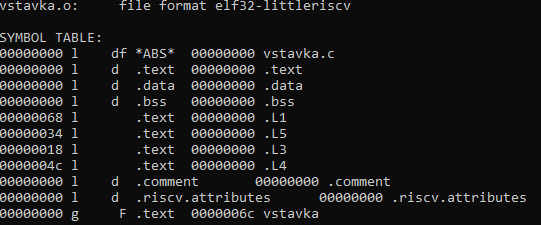 vstavka.o:     file format elf32-littleriscv
SYMBOL TABLE:
00000000 l    df *ABS*  00000000 vstavka.c
00000000 l    d  .text  00000000 .text
00000000 l    d  .data  00000000 .data
00000000 l    d  .bss   00000000 .bss
00000068 l       .text  00000000 .L1
00000034 l       .text  00000000 .L5
00000018 l       .text  00000000 .L3
0000004c l       .text  00000000 .L4
00000000 l    d  .comment       00000000 .comment
00000000 l    d  .riscv.attributes      00000000 .riscv.attributes
00000000 g     F .text  0000006c vstavka